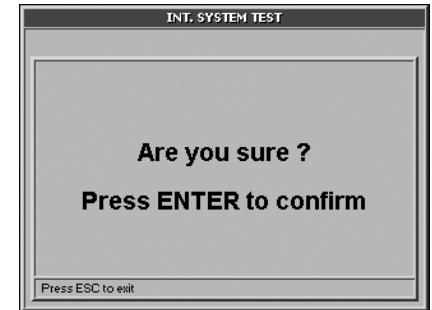 INT. SYSTEM TEST
Are you sure ?
Press ENTER to confirm
Press ESC to exit